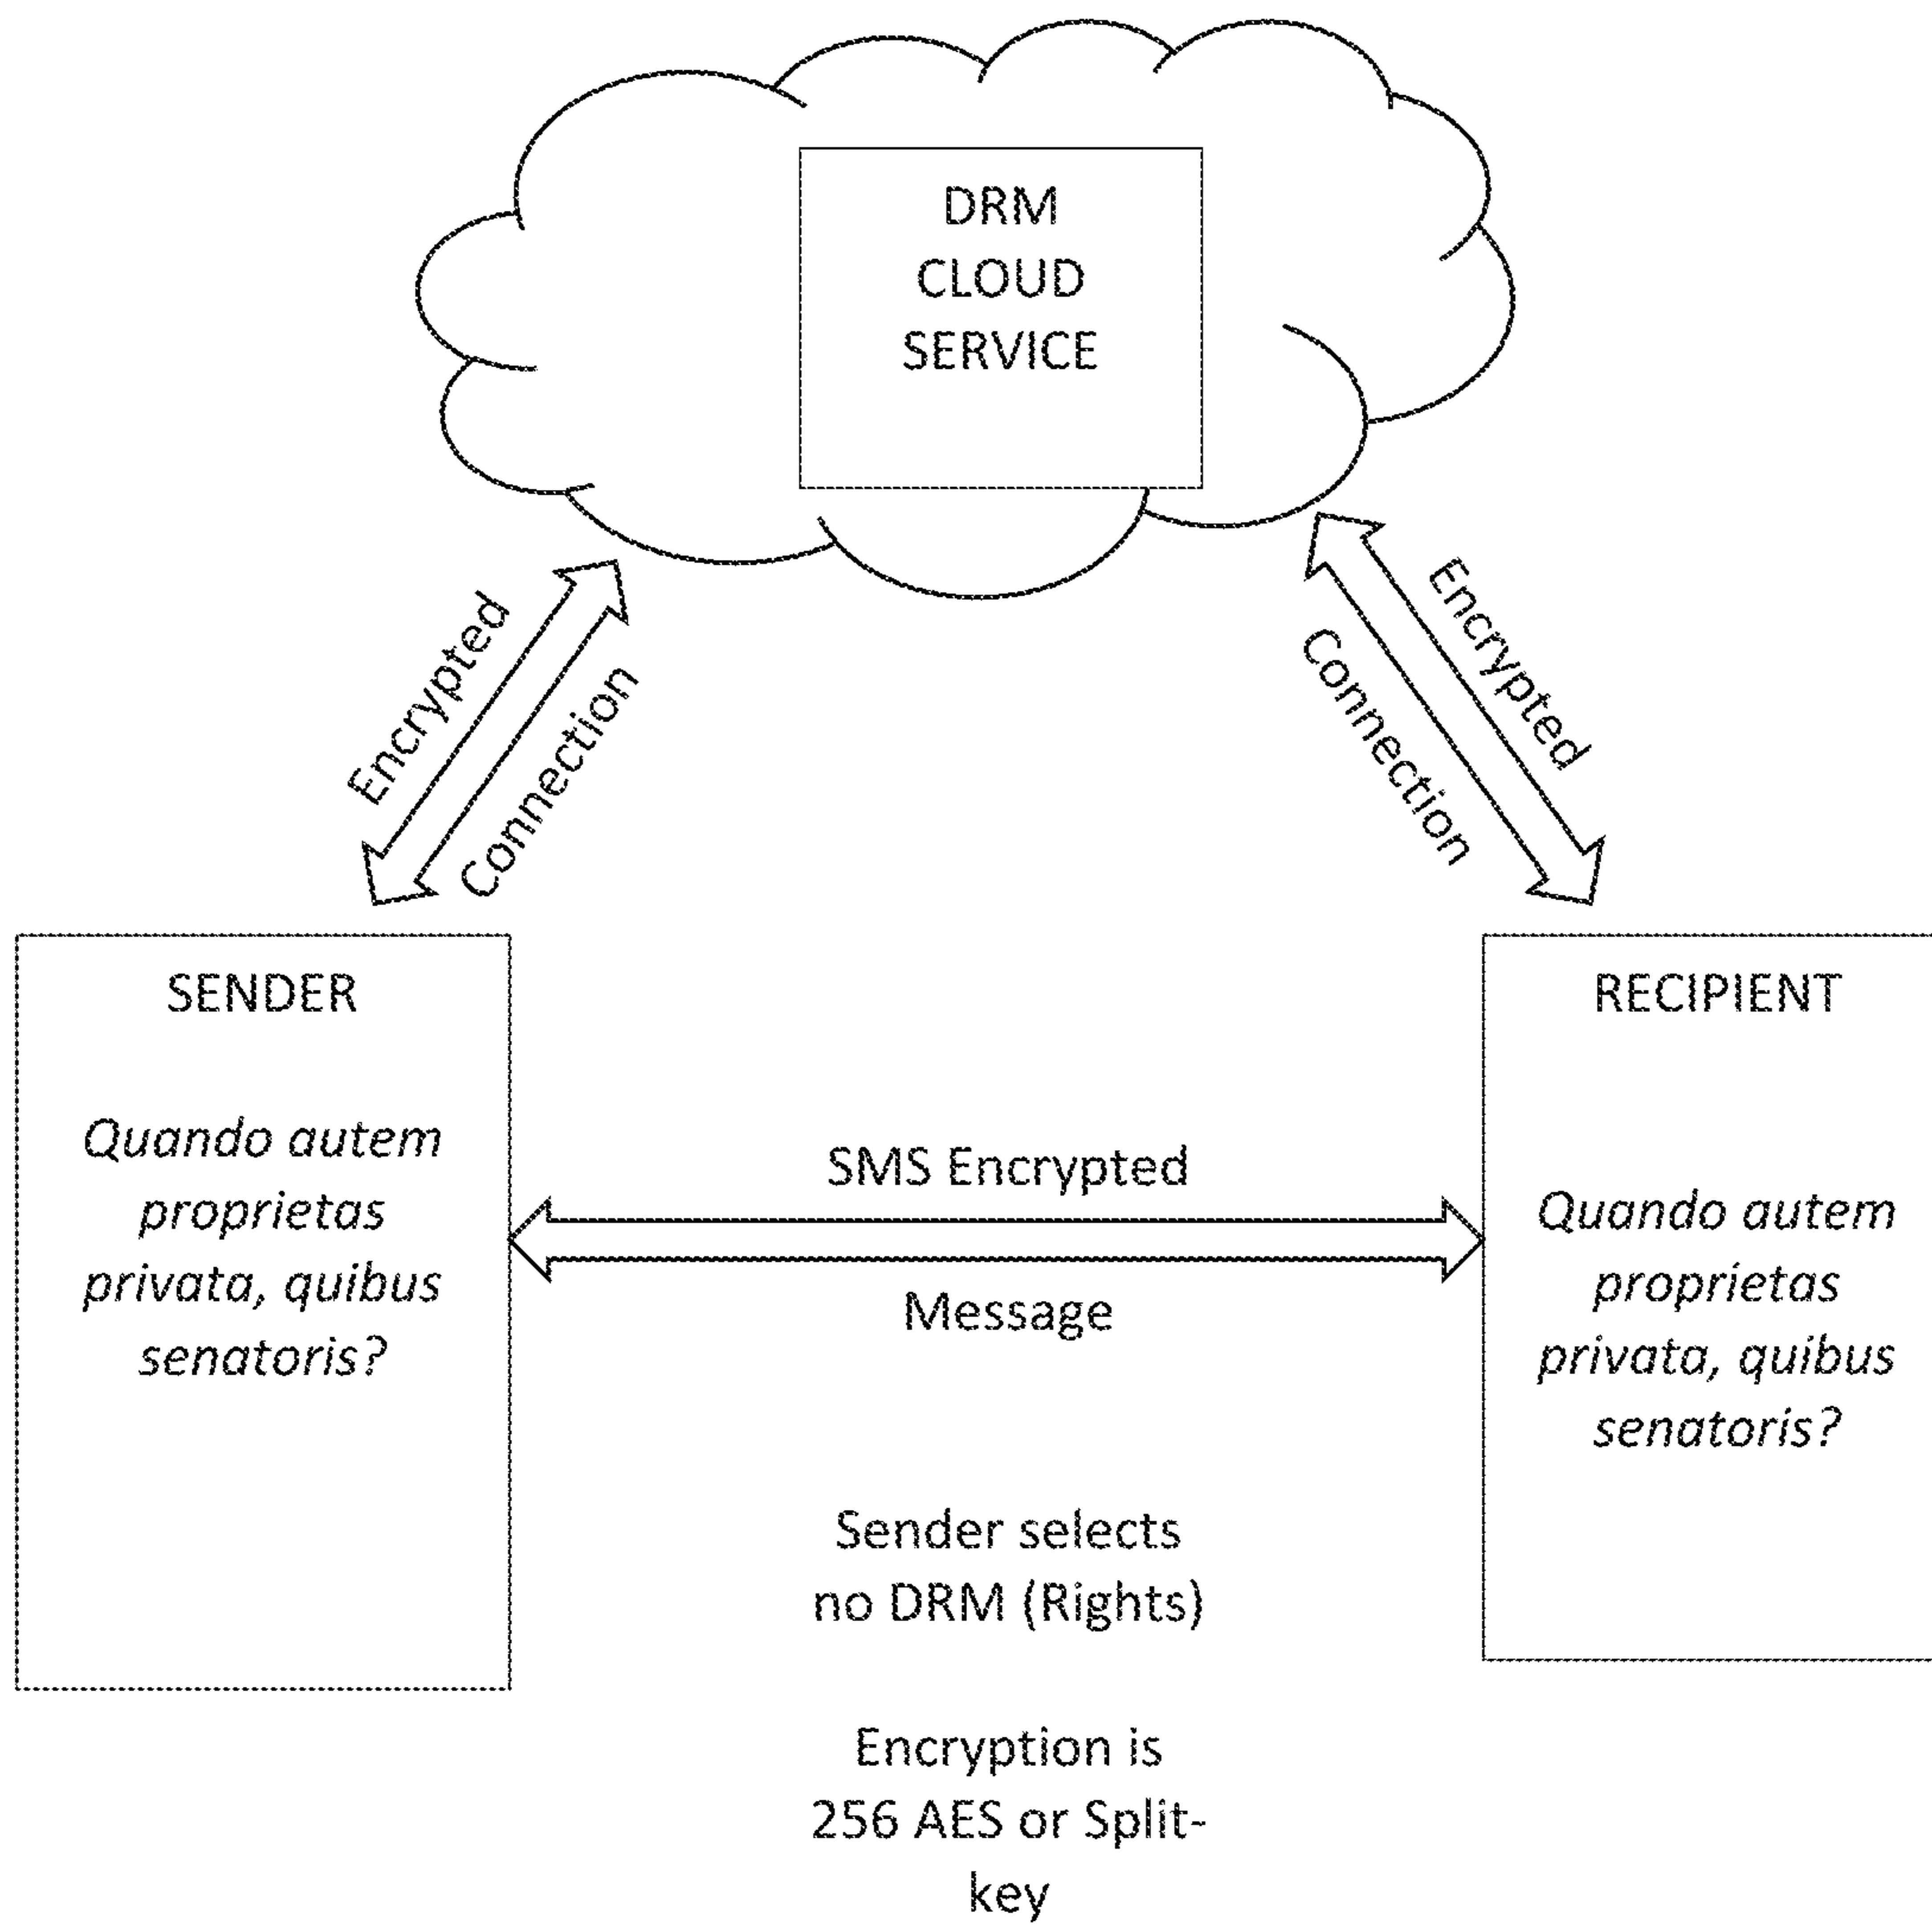 DRM
CLOUD
SERVICE
Encrypted
Connection
Encrypted
Connection
SENDER
Quando autem
proprietas
privata, quibus
senatoris?
SMS Encrypted
Message
RECIPIENT
Quando autem
proprietas
privata, quibus
senatoris?
Sender selects
no DRM (Rights)
Encryption is
256 AES or Split-
key